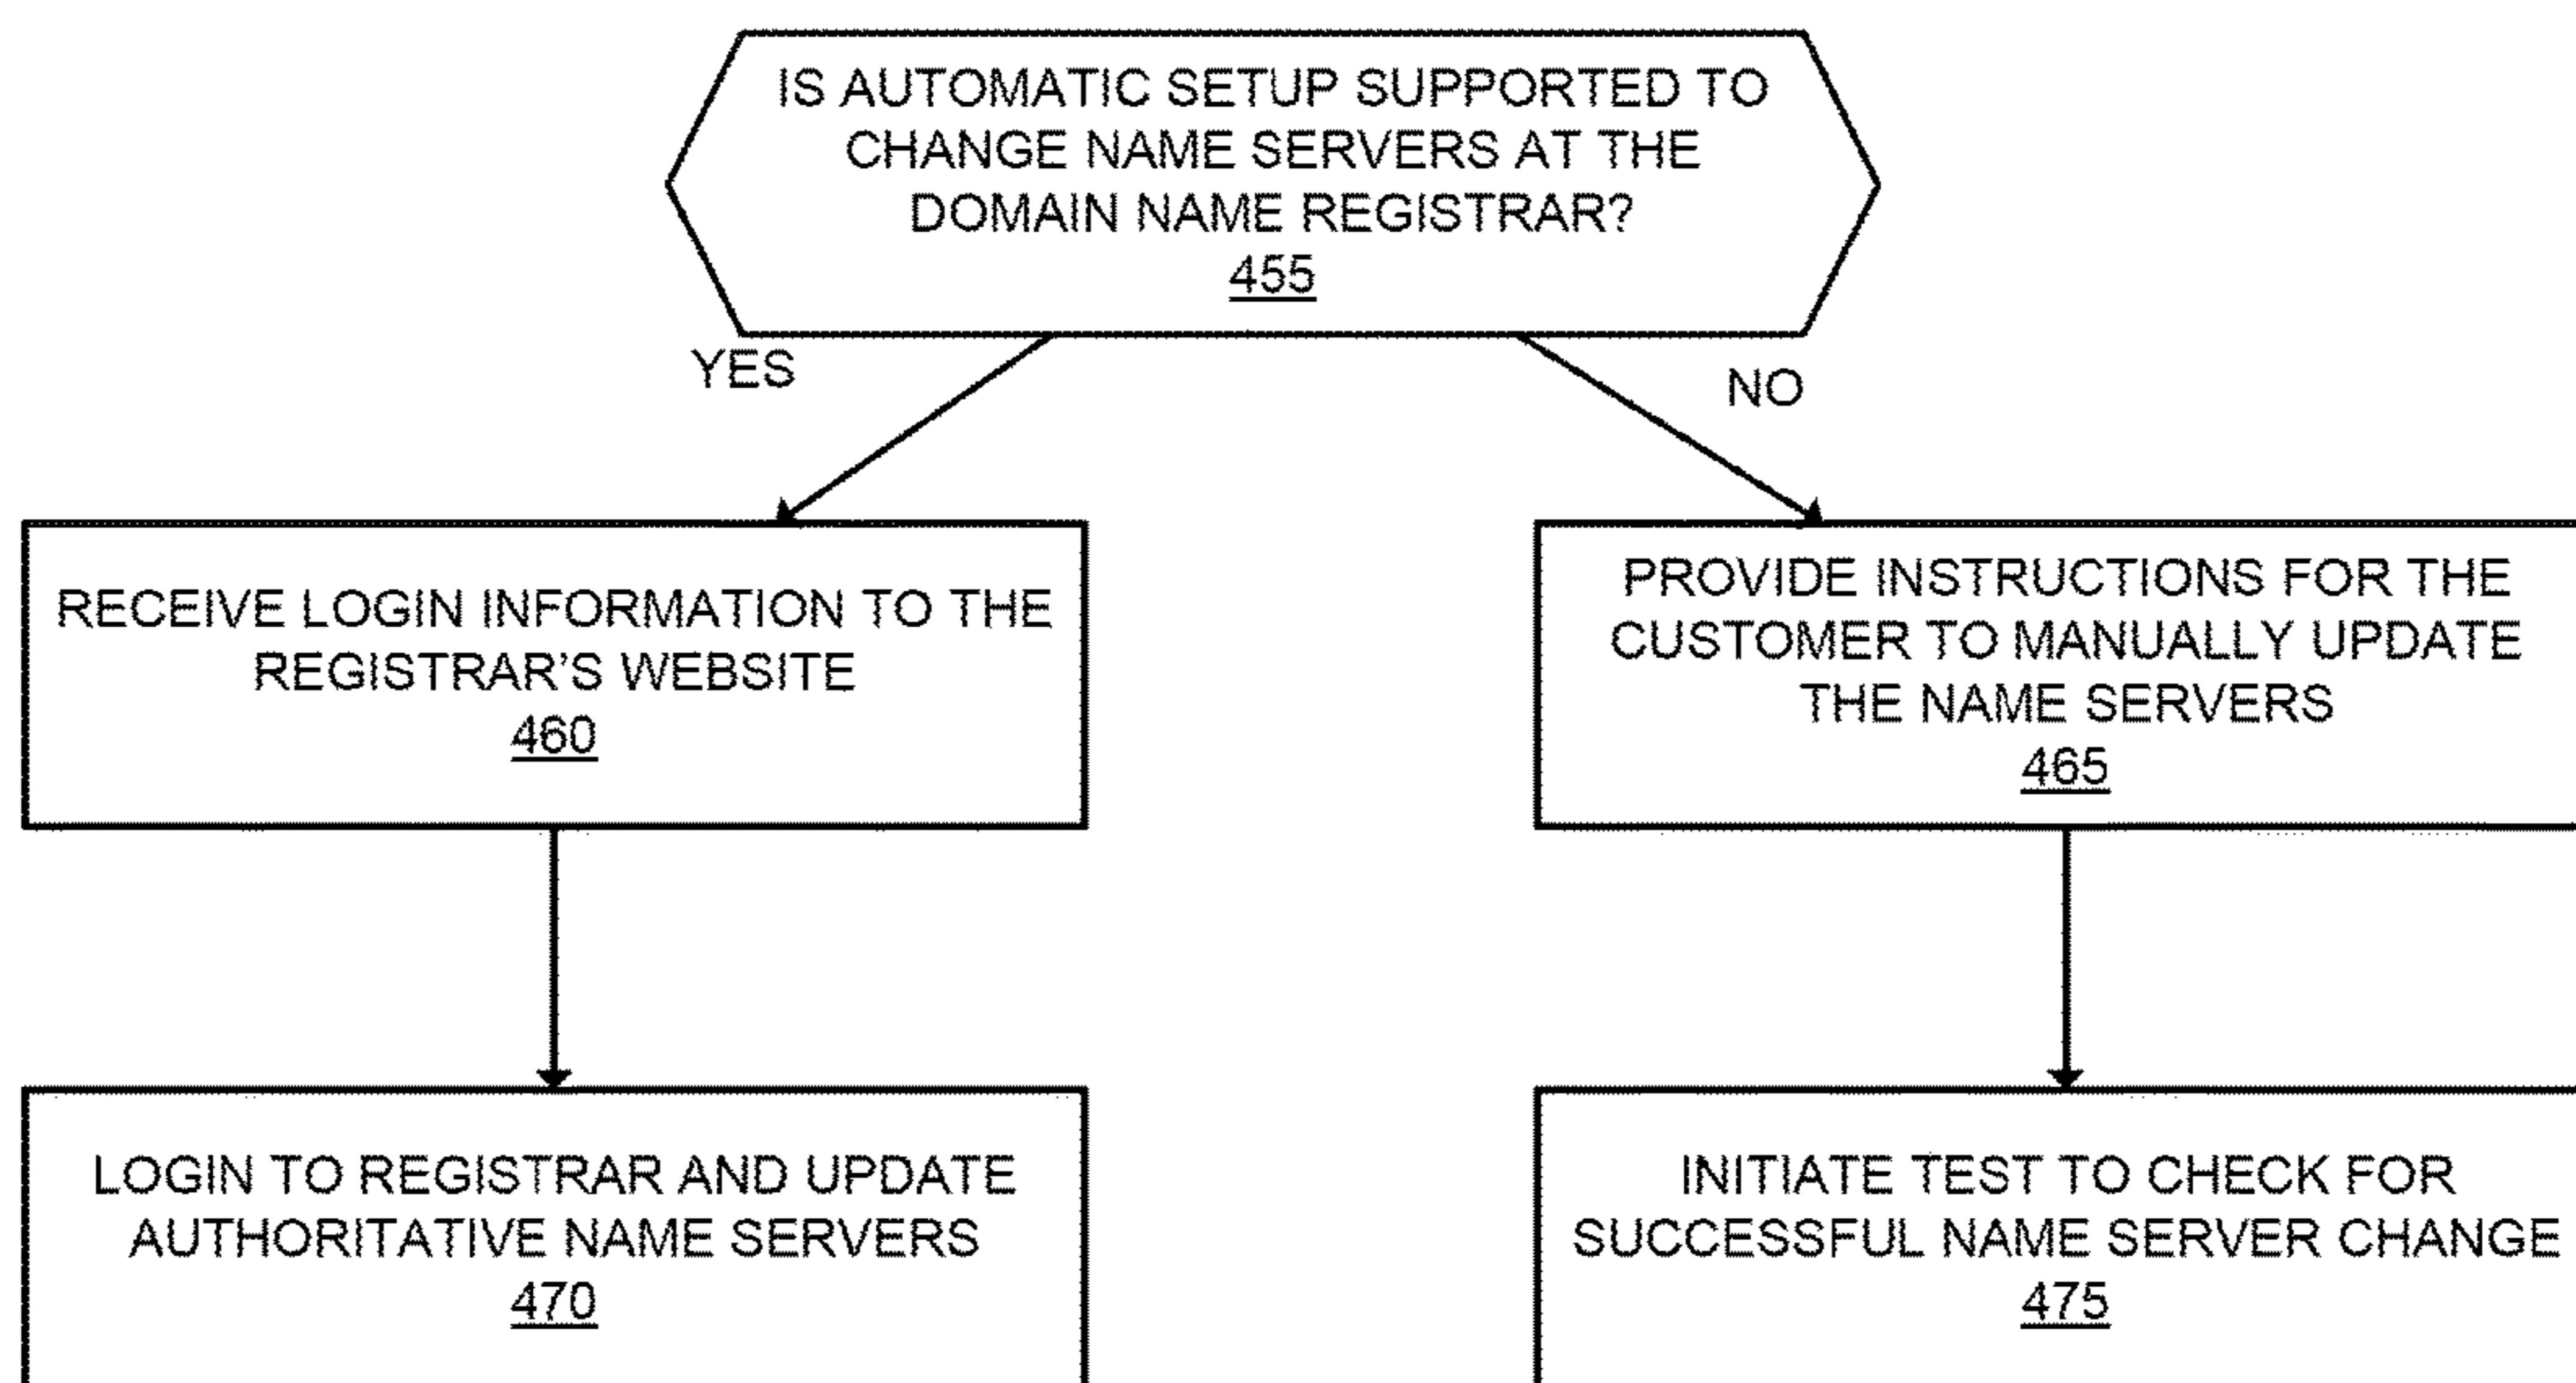 IS AUTOMATIC SETUP SUPPORTED TO
CHANGE NAME SERVERS AT THE
DOMAIN NAME REGISTRAR?
455
YES
NO
RECEIVE LOGIN INFORMATION TO THE
REGISTRAR'S WEBSITE
460
PROVIDE INSTRUCTIONS FOR THE
CUSTOMER TO MANUALLY UPDATE
THE NAME SERVERS
465
LOGIN TO REGISTRAR AND UPDATE
AUTHORITATIVE NAME SERVERS
470
INITIATE TEST TO CHECK FOR
SUCCESSFUL NAME SERVER CHANGE
475